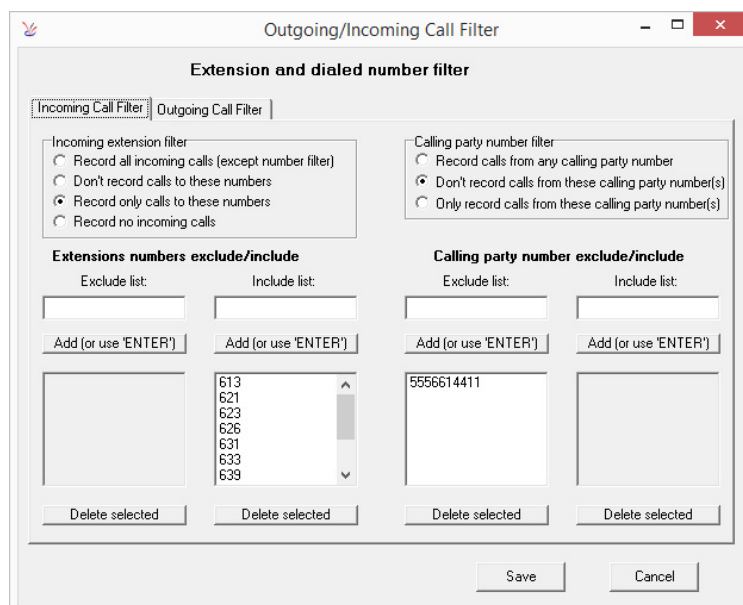 Outgoing/Incoming Call Filter
Extension and dialed number filter
Incoming Call Filter
Outgoing Call Filter
Incoming extension filter
Record all incoming calls (except number filter)
Don't record calls to these numbers
Record only calls to these numbers
Record no incoming calls
Calling party number filter
Record calls from any calling party number
Don't record calls from these calling party number(s)
Only record calls from these calling party number(s)
Extensions numbers exclude/include
Exclude list:
Include list:
Add (or use 'ENTER')
Add (or use 'ENTER')
613
621
623
626
631
633
639
Delete selected
Delete selected
Calling party number exclude/include
Exclude list:
Include list:
Add (or use 'ENTER')
Add (or use 'ENTER')
5556614411
Delete selected
Delete selected
Save
Cancel